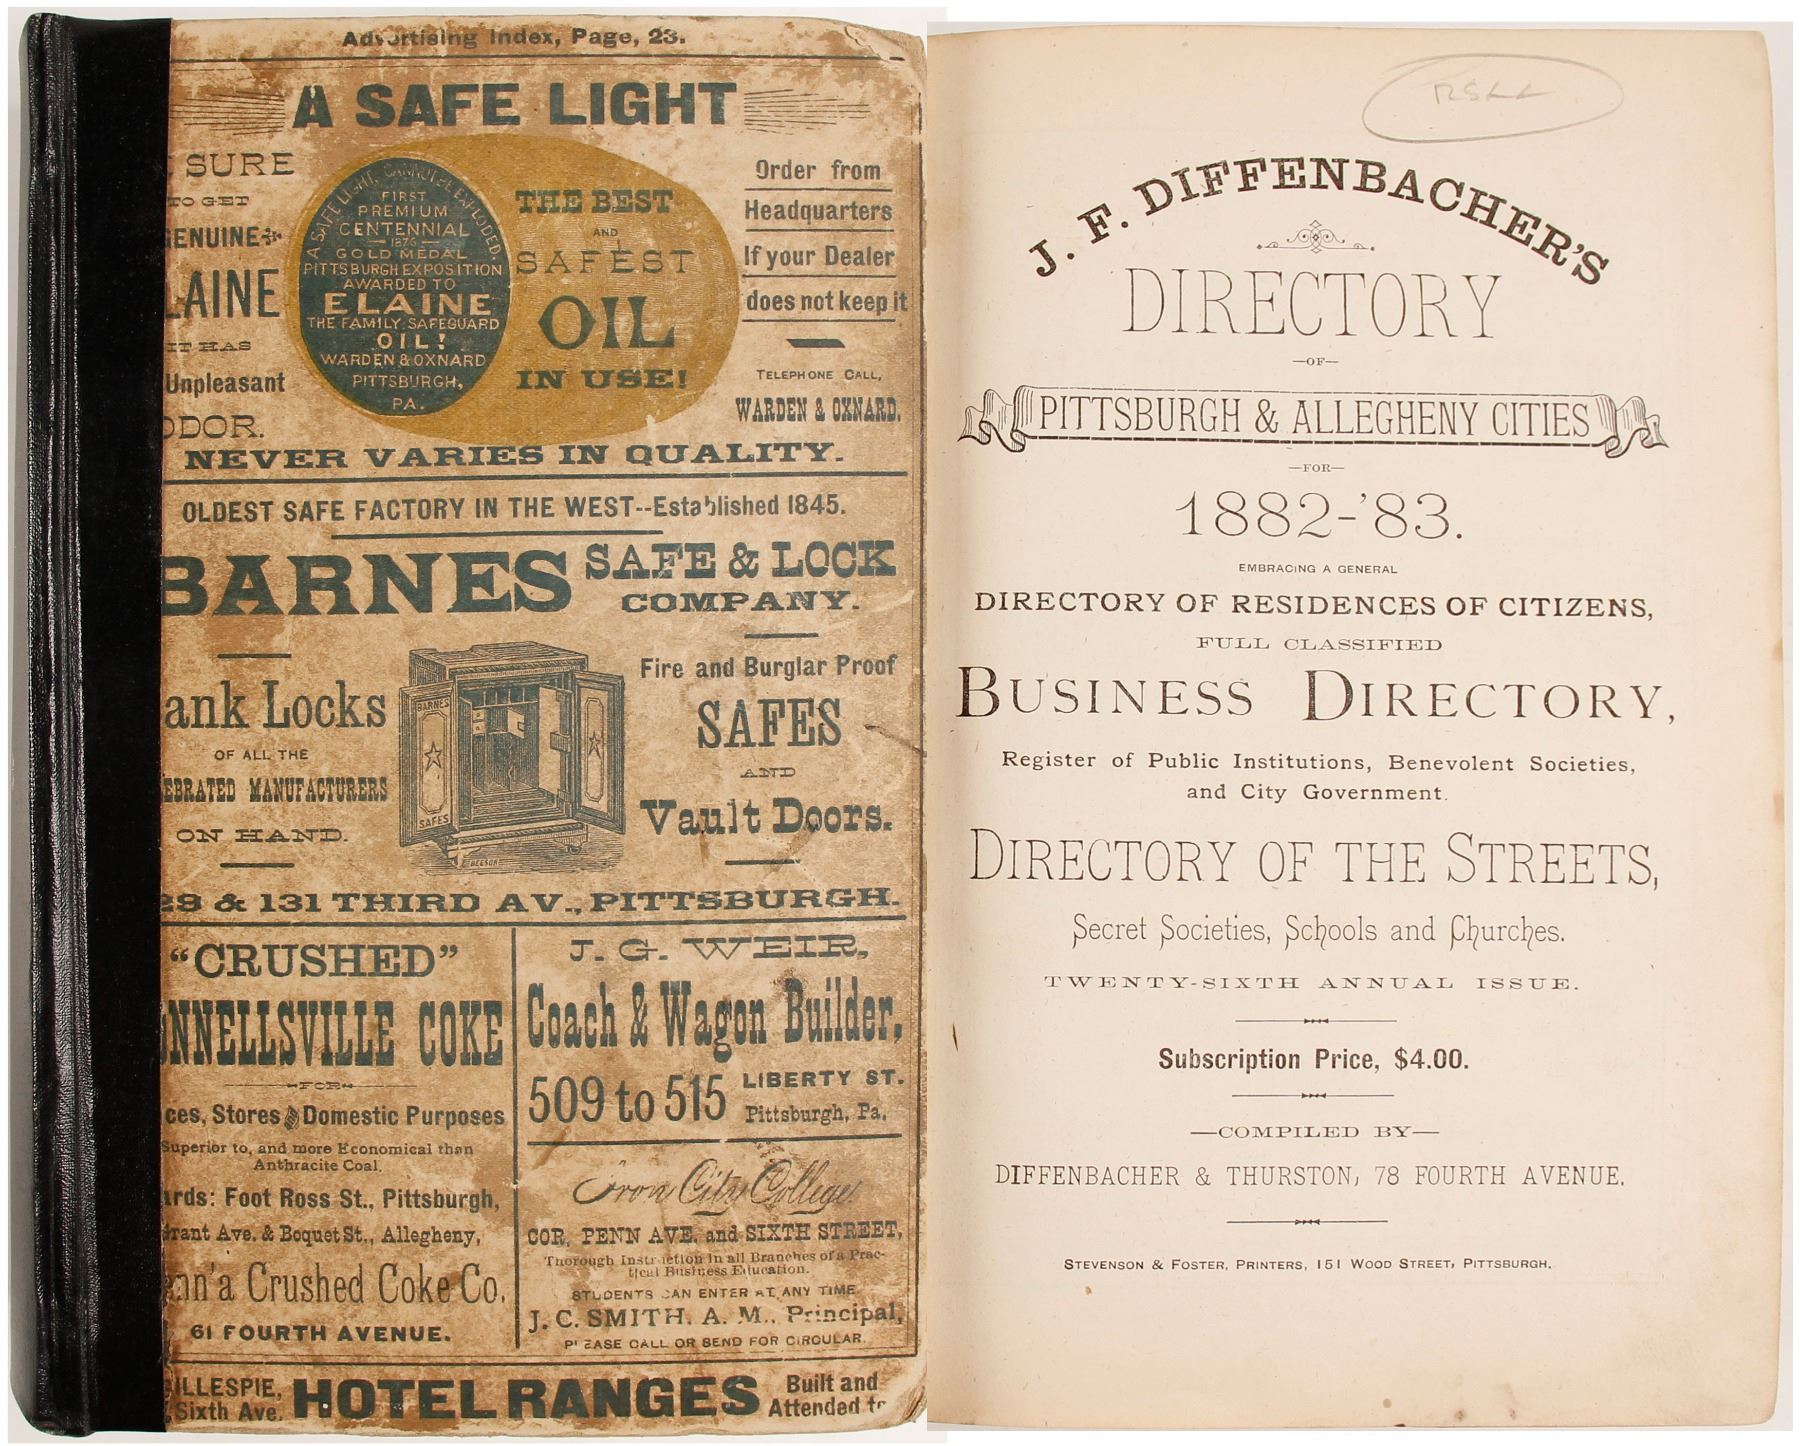 Advertising Index, Page, 23.
A SAFE LIGHT
SURE
TO GET
GENUINE
LAINE
IT HAS
Unpleasant
ODOR.
A SAFE LIGHT, CANNOT BE EXPLODED.
FIRST
PREMIUM
CENTENNIAL
—1876—
GOLD MEDAL
PITTSBURGH EXPOSITION
AWARDED TO
ELAINE
THE FAMILY SAFEGUARD
OIL!
WARDEN & OXNARD
PITTSBURGH,
PA.
THE BEST
AND
SAFEST
OIL
IN USE!
Order from
Headquarters
If your Dealer
does not keep it
TELEPHONE CALL,
WARDEN & OXNARD.
NEVER VARIES IN QUALITY.
OLDEST SAFE FACTORY IN THE WEST--Established 1845.
BARNES SAFE & LOCK
COMPANY.
ank Locks
OF ALL THE
EBRATED MANUFACTURERS
ON HAND.
BARNES
SAFES
BEESON
Fire and Burglar Proof
SAFES
AND
Vault Doors.
29 & 131 THIRD AV., PITTSBURGH.
"CRUSHED"
NNELLSVILLE COKE
—FOR—
ces, Stores & Domestic Purposes
Superior to, and more Economical than
Anthracite Coal.
ards: Foot Ross St., Pittsburgh,
Grant Ave. & Boquet St., Allegheny,
enn'a Crushed Coke Co.
61 FOURTH AVENUE.
J. G. WEIR,
Coach & Wagon Builder,
509 to 515 LIBERTY ST.
Pittsburgh, Pa.
Iron City College
COR. PENN AVE. and SIXTH STREET,
Thorough Instruction in all Branches of a Prac-
tical Business Education.
STUDENTS CAN ENTER AT ANY TIME.
J. C. SMITH, A. M., Principal,
PLEASE CALL OR SEND FOR CIRCULAR.
ILLESPIE,
Sixth Ave.
HOTEL RANGES
Built and
Attended to
J. F. DIFFENBACHER'S
DIRECTORY
—OF—
PITTSBURGH & ALLEGHENY CITIES
—FOR—
1882-'83.
EMBRACING A GENERAL
DIRECTORY OF RESIDENCES OF CITIZENS,
FULL CLASSIFIED
BUSINESS DIRECTORY,
Register of Public Institutions, Benevolent Societies,
and City Government.
DIRECTORY OF THE STREETS,
Secret Societies, Schools and Churches.
TWENTY-SIXTH ANNUAL ISSUE.
Subscription Price, $4.00.
—COMPILED BY—
DIFFENBACHER & THURSTON, 78 FOURTH AVENUE.
STEVENSON & FOSTER, PRINTERS, 151 WOOD STREET, PITTSBURGH.